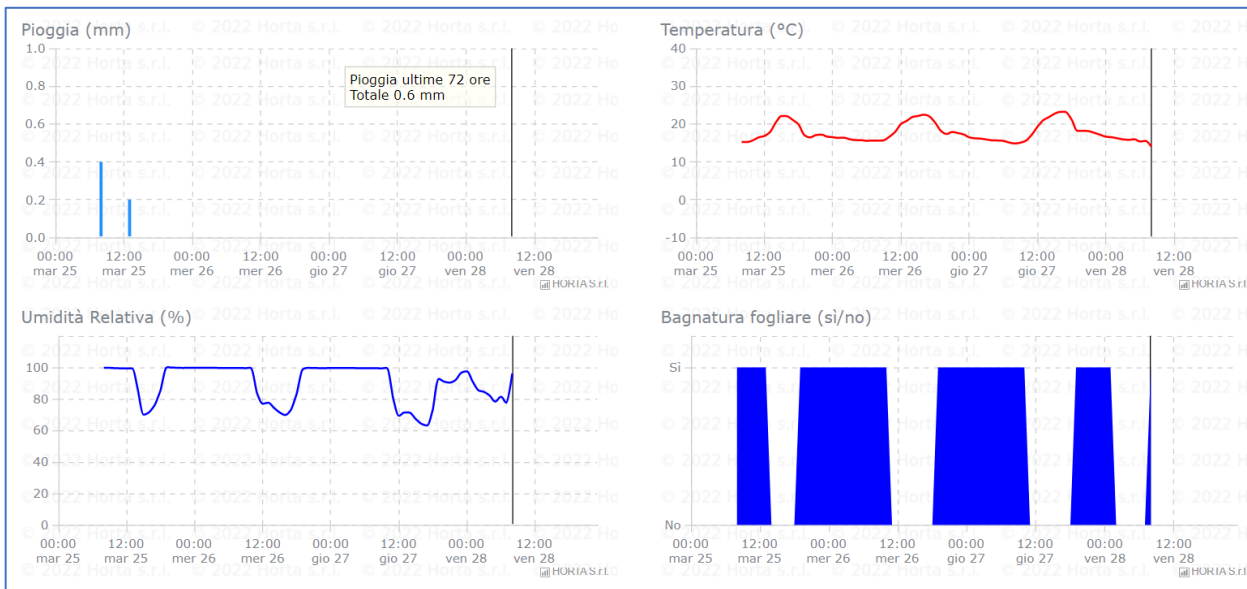 Pioggia (mm)
1.0
0.8
0.6
0.4
0.2
0.0
Pioggia ultime 72 ore
Totale 0.6 mm
00:00 12:00 00:00 12:00 00:00 12:00 00:00 12:00
mar 25 mar 25 mer 26 mer 26 gio 27 gio 27 ven 28 ven 28
HORTA S.r.l.
Temperatura (°C)
40
30
20
10
0
-10
00:00 12:00 00:00 12:00 00:00 12:00 00:00 12:00
mar 25 mar 25 mer 26 mer 26 gio 27 gio 27 ven 28 ven 28
HORTA S.r.l.
Umidità Relativa (%)
100
80
60
40
20
0
00:00 12:00 00:00 12:00 00:00 12:00 00:00 12:00
mar 25 mar 25 mer 26 mer 26 gio 27 gio 27 ven 28 ven 28
HORTA S.r.l.
Bagnatura fogliare (sì/no)
Sì
No
00:00 12:00 00:00 12:00 00:00 12:00 00:00 12:00
mar 25 mar 25 mer 26 mer 26 gio 27 gio 27 ven 28 ven 28
HORTA S.r.l.
© 2022 Horta s.r.l.